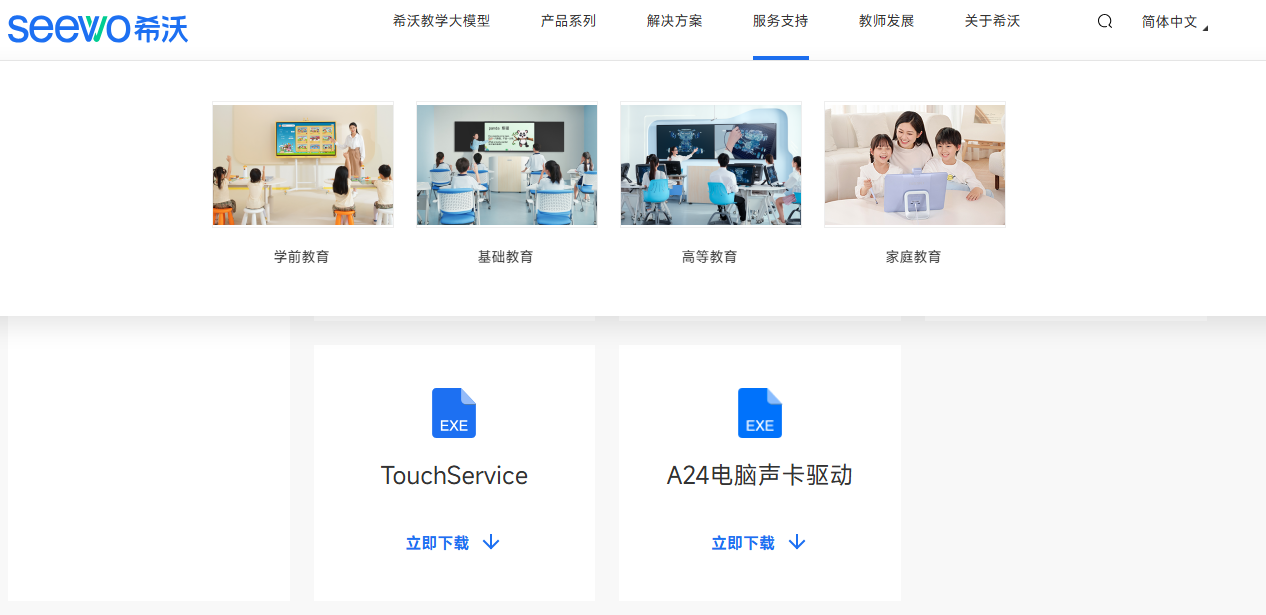 seewo 希沃
希沃教学大模型 产品系列 解决方案 服务支持 教师发展 关于希沃 简体中文
学前教育 基础教育 高等教育 家庭教育
EXE EXE
TouchService A24电脑声卡驱动
立即下载 立即下载